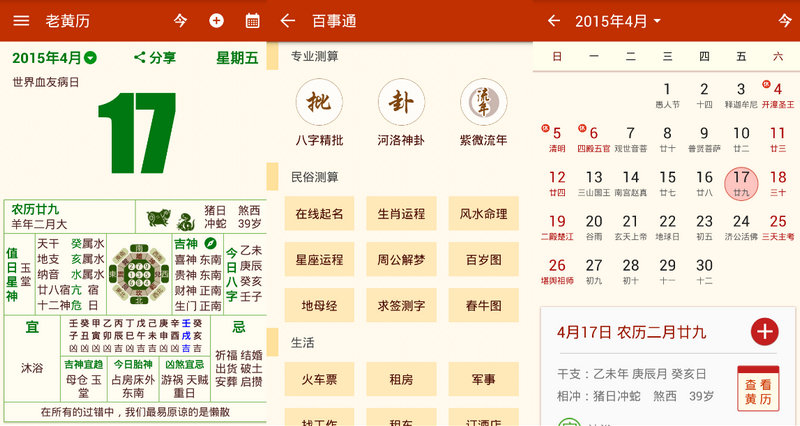 老黄历
今
2015年4月
分享
星期五
世界血友病日
17
农历廿九
羊年二月大
猪日 煞西
冲蛇 39岁
值日星神
玉堂
天干 癸属水
地支 亥属水
纳音 水属水
廿八宿亢 宿
十二神危 日
吉神
喜神 东南
贵神 东南
财神 正南
生门 正南
今日八字
乙未
庚辰
癸亥
壬子
宜
沐浴
壬癸甲乙丙丁戊己庚辛壬癸
子丑寅卯辰巳午未申酉戌亥
吉神宜趋
母仓 玉堂
今日胎神
占房床外东南
凶煞宜忌
游祸 天贼
重日
忌
祈福 结婚
出货 破土
安葬 启攒
在所有的过错中，我们最易原谅的是懒散
百事通
专业测算
批
卦
流年
八字精批
河洛神卦
紫微流年
民俗测算
在线起名
生肖运程
风水命理
星座运程
周公解梦
百岁图
地母经
求签测字
春牛图
生活
火车票
租房
军事
找工作
租车
订酒店
2015年4月
今
日 一 二 三 四 五 六
1 2 3 休 4
愚人节 十四 释迦牟尼 开漳圣王
休 5 休 6 7 8 9 10 11
清明 四殿五官 观世音菩 二十 普贤菩萨 廿二 廿三
12 13 14 15 16 17 18
廿四 三山国王 南宫赵真 廿七 廿八 廿九 三十
19 20 21 22 23 24 25
二殿楚江 谷雨 玄天上帝 地球日 初五 济公活佛 三天主考
26 27 28 29 30
堪舆祖师 初九 初十 十一 十二
4月17日 农历二月廿九
干支：乙未年 庚辰月 癸亥日
相冲：猪日冲蛇 煞西 39岁
查看
黄历
宜